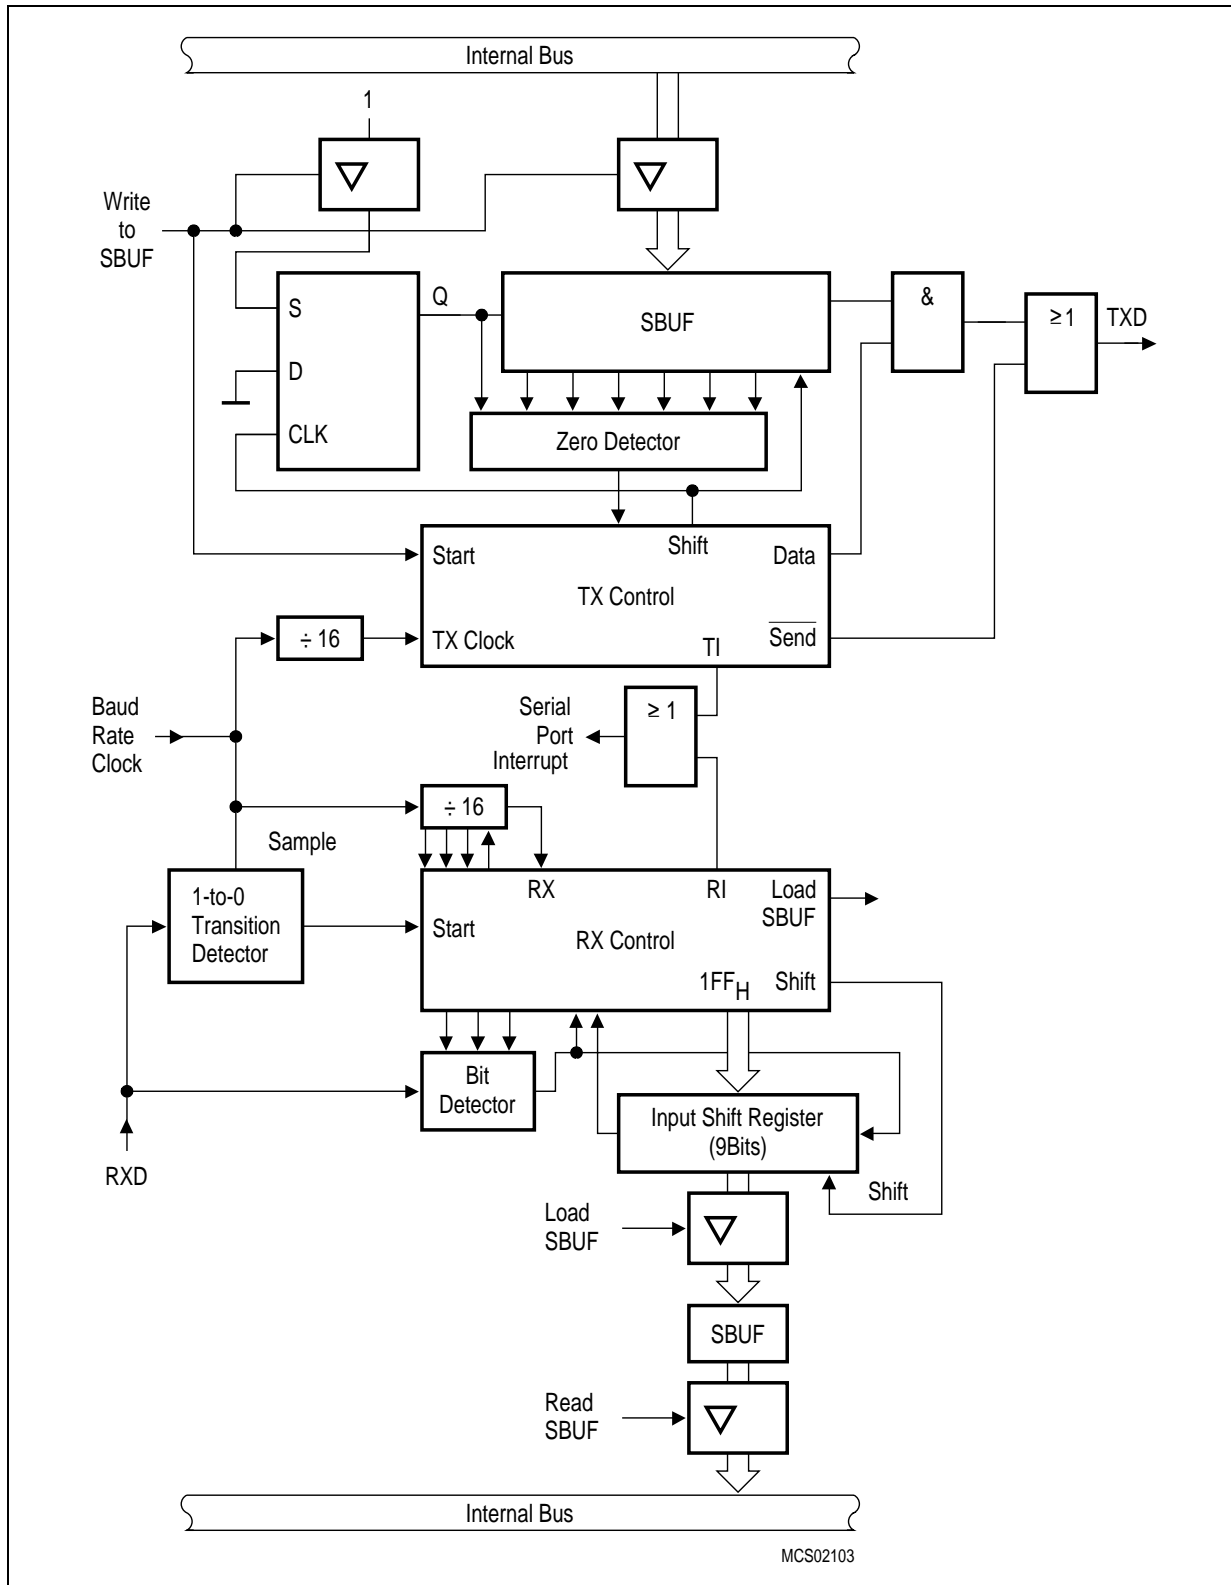 Internal Bus
1
Write
to
SBUF
S
Q
D
CLK
SBUF
&
≥ 1
TXD
Zero Detector
Start
Shift
Data
TX Control
÷ 16
TX Clock
TI
Send
Baud
Rate
Clock
Serial
Port
Interrupt
≥ 1
÷ 16
Sample
1-to-0
Transition
Detector
RX
RI
Load
SBUF
Start
RX Control
1FFH
Shift
Bit
Detector
Input Shift Register
(9Bits)
RXD
Shift
Load
SBUF
SBUF
Read
SBUF
Internal Bus
MCS02103